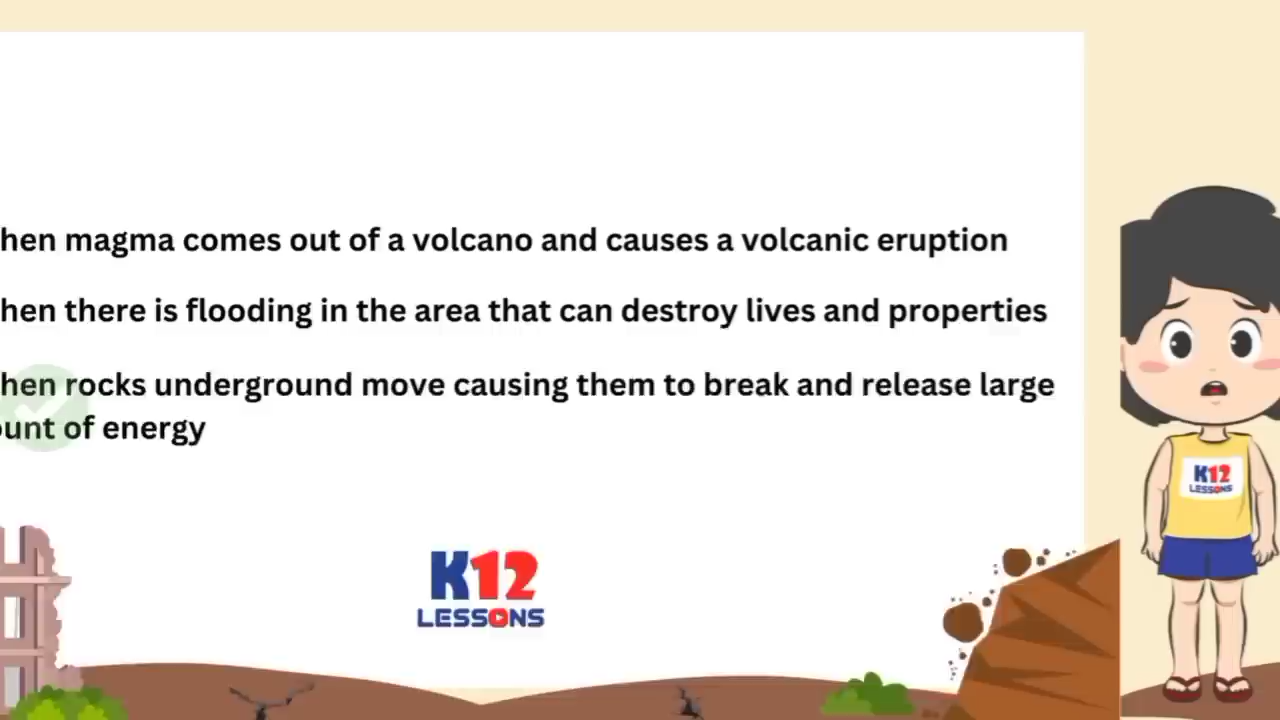 hen magma comes out of a volcano and causes a volcanic eruption
hen there is flooding in the area that can destroy lives and properties
hen rocks underground move causing them to break and release large
ount of energy
K12
LESSONS
K12
LESSONS